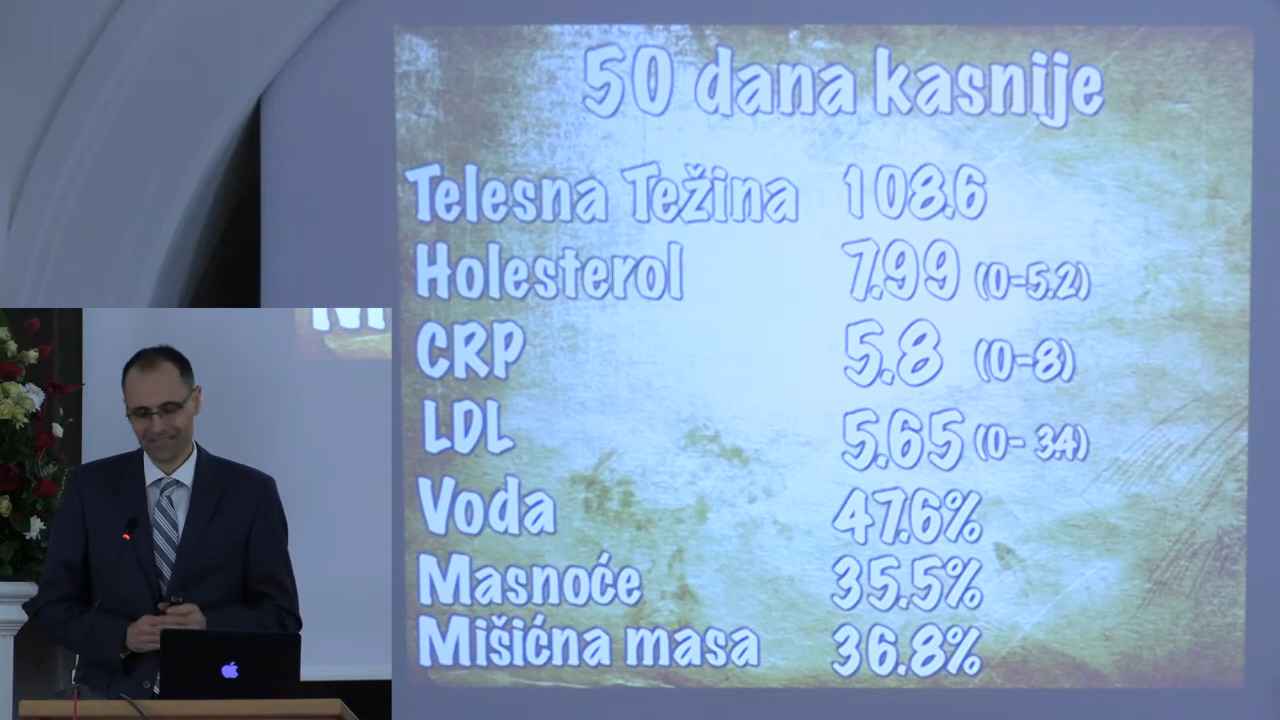 50 dana kasnije
Telesna Težina 108.6
Holesterol 7.99 (0-5.2)
CRP 5.8 (0-8)
LDL 5.65 (0- 3.4)
Voda 47.6%
Masnoće 35.5%
Mišićna masa 36.8%